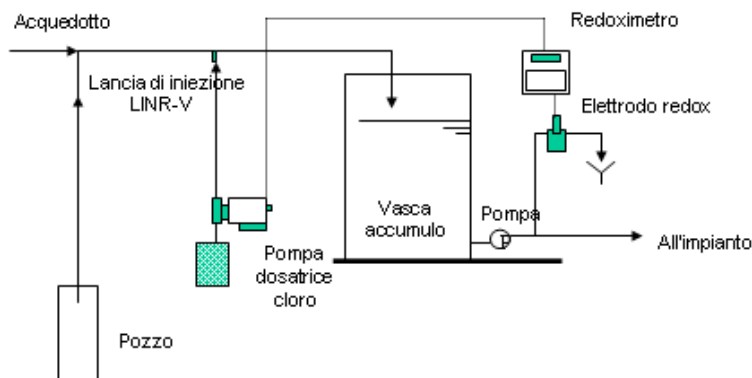 Acquedotto
Redoximetro
Lancia di iniezione
LINR-V
Elettrodo redox
Vasca
accumulo
Pompa
All'impianto
Pompa
dosatrice
cloro
Pozzo